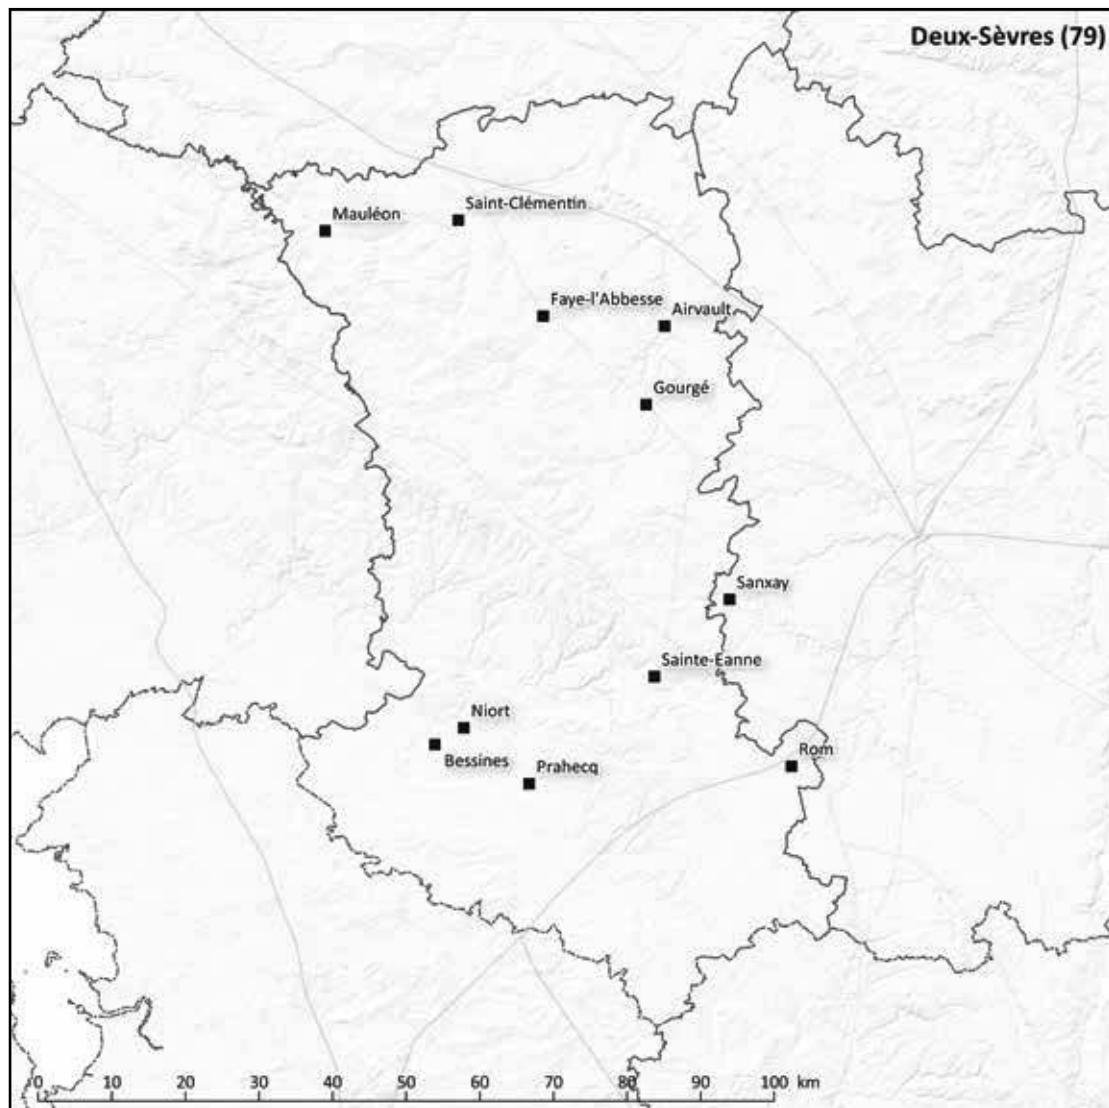 Deux-Sèvres (79)
Saint-Clémentin
Mauléon
Faye-l'Abbesse
Airvault
Gourgé
Sanxay
Sainte-Eanne
Niort
Bessines
Prahecq
Rom
0 10 20 30 40 50 60 70 80 90 100 km